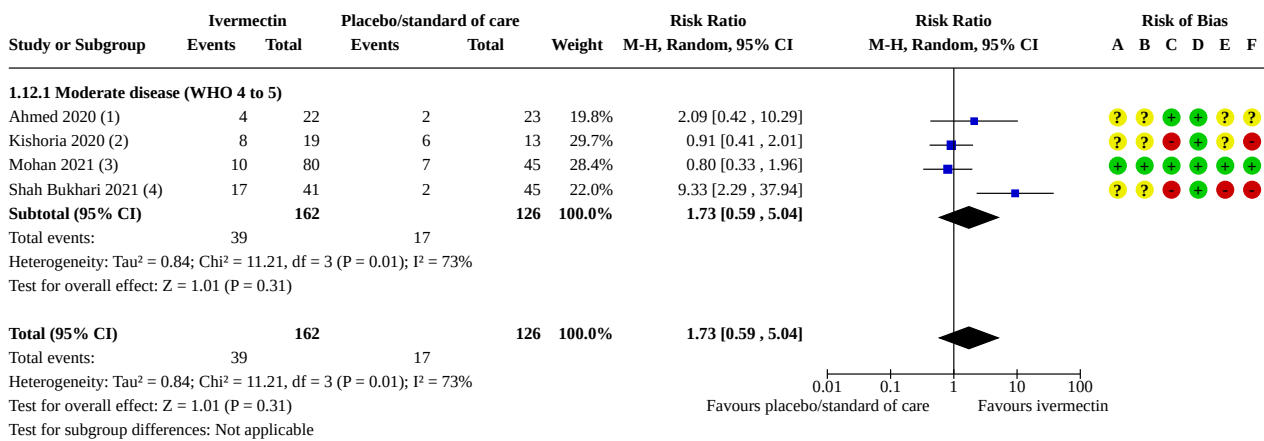 Ivermectin Placebo/standard of care Risk Ratio Risk Ratio Risk of Bias
Study or Subgroup Events Total Events Total Weight M-H, Random, 95% CI M-H, Random, 95% CI A B C D E F
1.12.1 Moderate disease (WHO 4 to 5)
Ahmed 2020 (1) 4 22 2 23 19.8% 2.09 [0.42 , 10.29] ? ? + + ? ?
Kishoria 2020 (2) 8 19 6 13 29.7% 0.91 [0.41 , 2.01] ? ? - + ? -
Mohan 2021 (3) 10 80 7 45 28.4% 0.80 [0.33 , 1.96] + + + + + +
Shah Bukhari 2021 (4) 17 41 2 45 22.0% 9.33 [2.29 , 37.94] ? ? - + - -
Subtotal (95% CI) 162 126 100.0% 1.73 [0.59 , 5.04]
Total events: 39 17
Heterogeneity: Tau² = 0.84; Chi² = 11.21, df = 3 (P = 0.01); I² = 73%
Test for overall effect: Z = 1.01 (P = 0.31)
Total (95% CI) 162 126 100.0% 1.73 [0.59 , 5.04]
Total events: 39 17
Heterogeneity: Tau² = 0.84; Chi² = 11.21, df = 3 (P = 0.01); I² = 73%
0.01 0.1 1 10 100
Test for overall effect: Z = 1.01 (P = 0.31) Favours placebo/standard of care Favours ivermectin
Test for subgroup differences: Not applicable